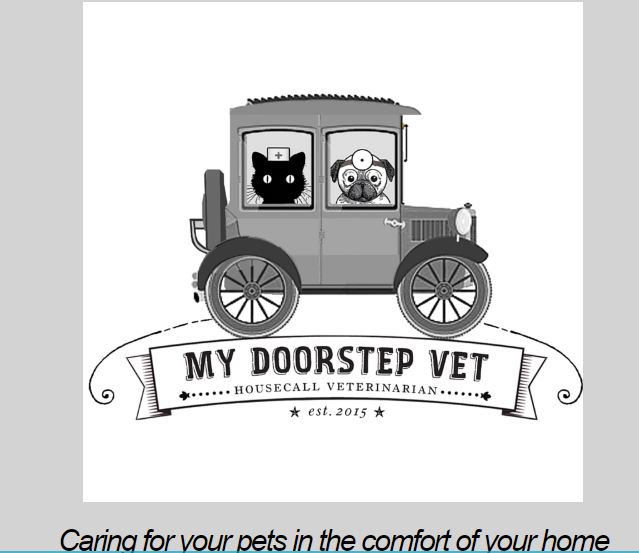 MY DOORSTEP VET
HOUSECALL VETERINARIAN
★ est. 2015 ★
Caring for your pets in the comfort of your home